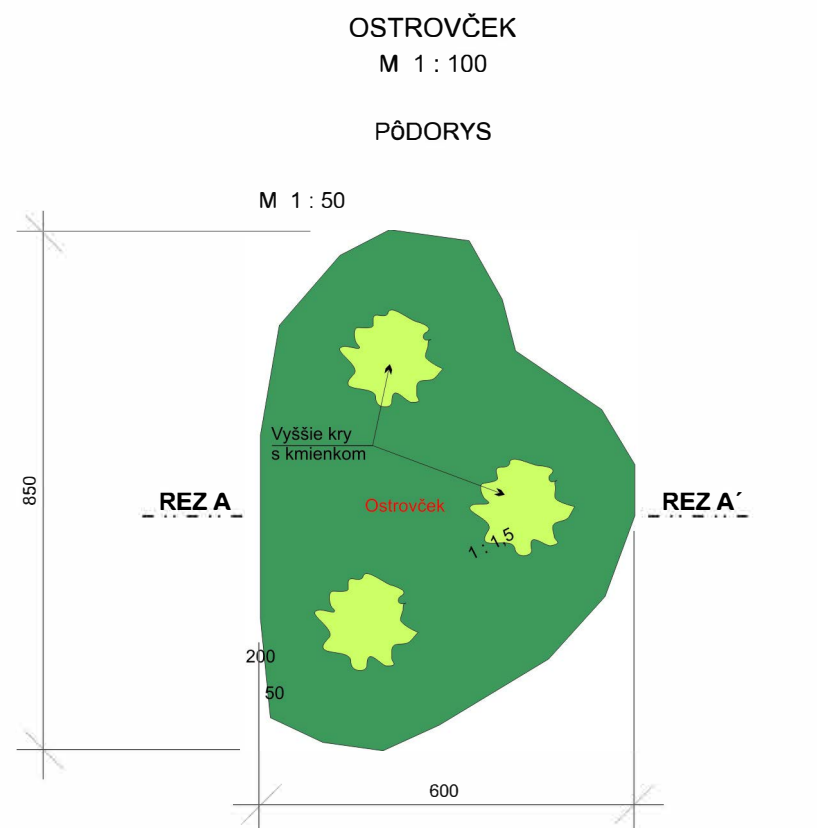 OSTROVČEK
M 1 : 100
PôDORYS
M 1 : 50
Vyššie kry
s kmienkom
850
REZ A
Ostrovček
REZ A´
1 : 1,5
200
50
600